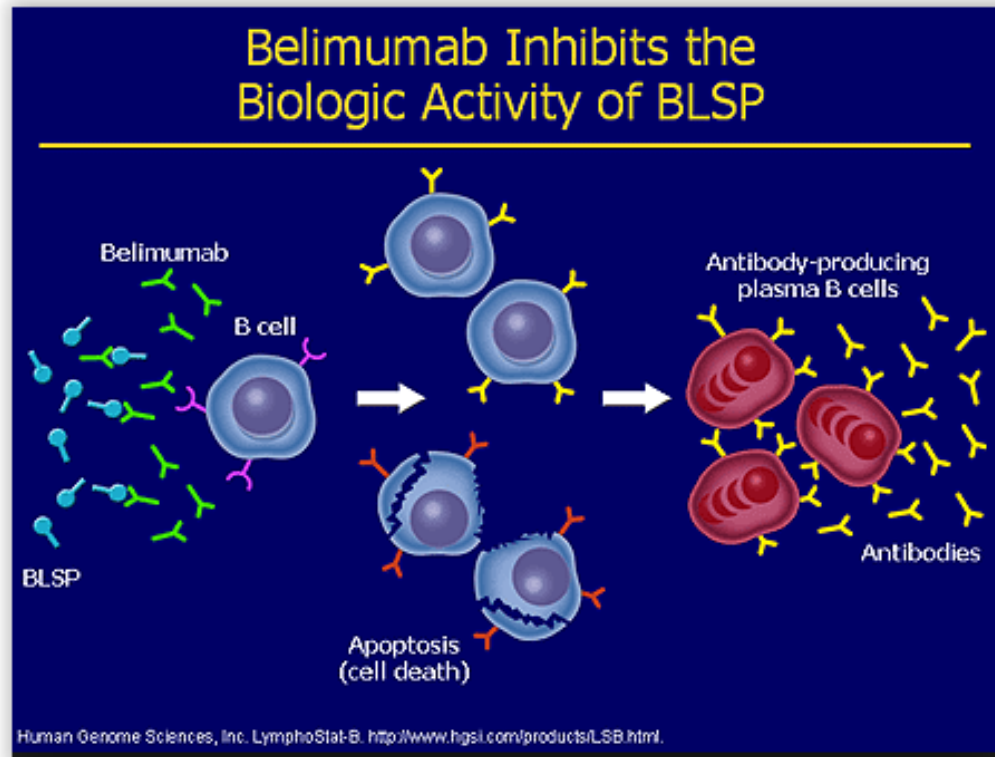 Belimumab Inhibits the
Biologic Activity of BLSP
Belimumab
B cell
BLSP
Apoptosis
(cell death)
Antibody-producing
plasma B cells
Antibodies
Human Genome Sciences, Inc. LymphoStat-B. http://www.hgsi.com/products/LSB.html.